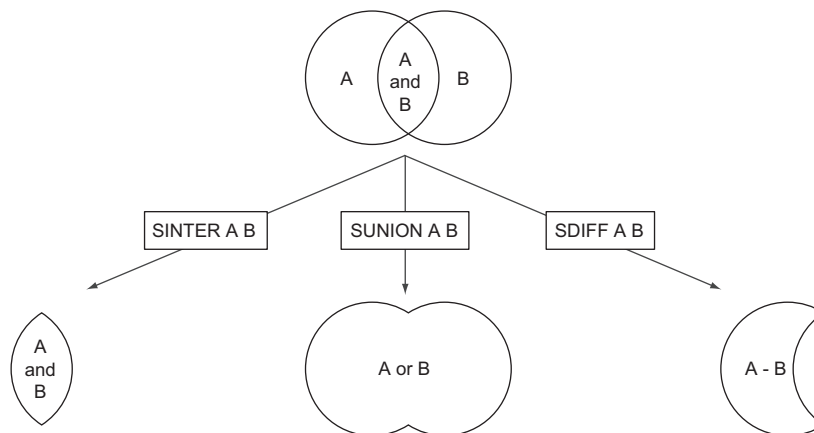 A
A
and
B
B
SINTER A B
SUNION A B
SDIFF A B
A
and
B
A or B
A - B